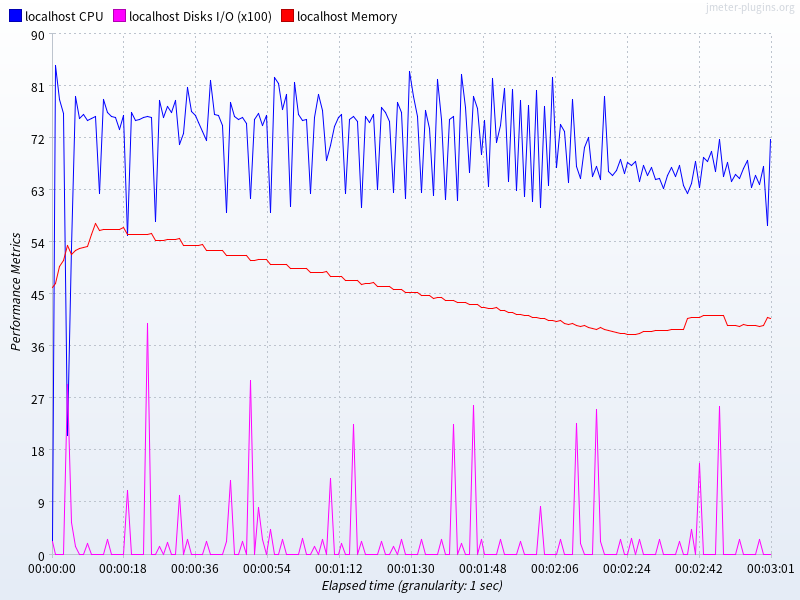 jmeter-plugins.org
localhost CPU localhost Disks I/O (x100) localhost Memory
90
81
72
63
54
45
36
27
18
9
0
Performance Metrics
00:00:00 00:00:18 00:00:36 00:00:54 00:01:12 00:01:30 00:01:48 00:02:06 00:02:24 00:02:42 00:03:01
Elapsed time (granularity: 1 sec)